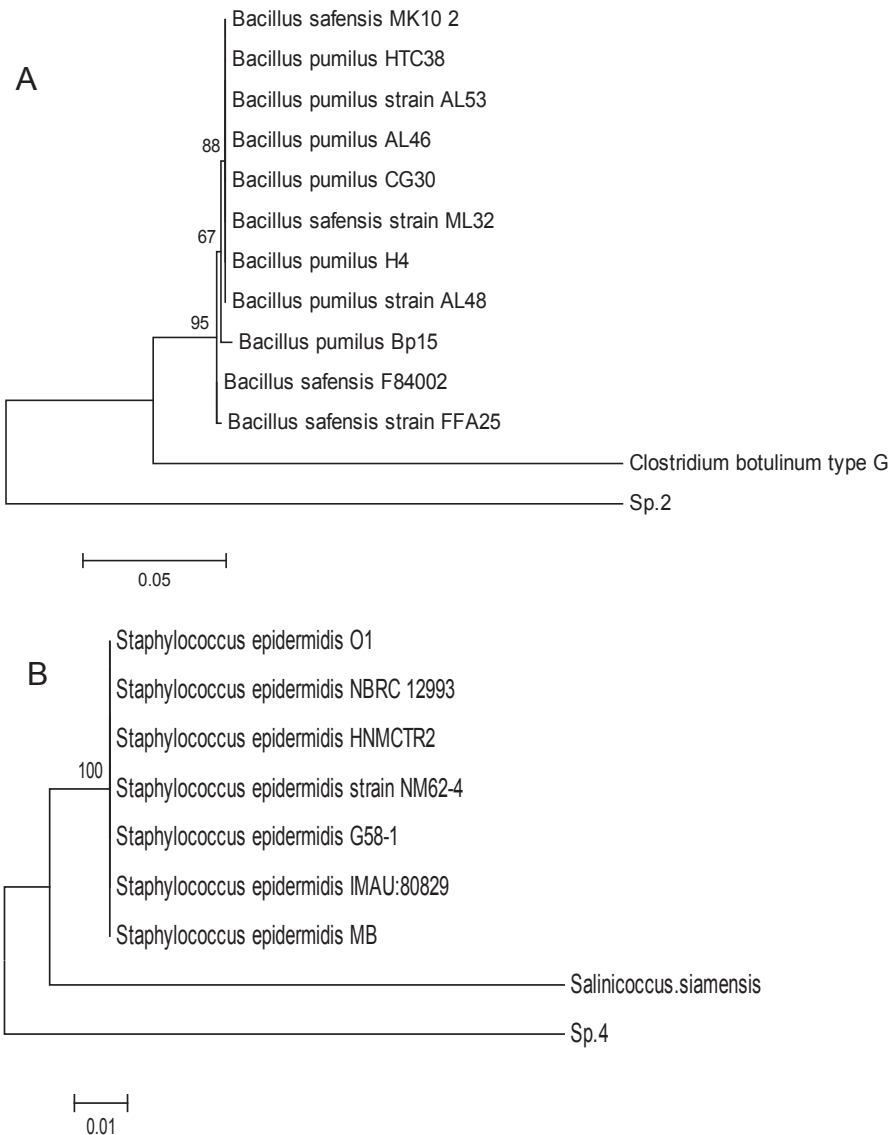 Bacillus safensis MK10 2
A
Bacillus pumilus HTC38
Bacillus pumilus strain AL53
88
Bacillus pumilus AL46
Bacillus pumilus CG30
Bacillus safensis strain ML32
67
Bacillus pumilus H4
Bacillus pumilus strain AL48
95
Bacillus pumilus Bp15
Bacillus safensis F84002
Bacillus safensis strain FFA25
Clostridium botulinum type G
Sp.2
0.05
B
Staphylococcus epidermidis O1
Staphylococcus epidermidis NBRC 12993
Staphylococcus epidermidis HNMCTR2
100
Staphylococcus epidermidis strain NM62-4
Staphylococcus epidermidis G58-1
Staphylococcus epidermidis IMAU:80829
Staphylococcus epidermidis MB
Salinicoccus.siamensis
Sp.4
0.01